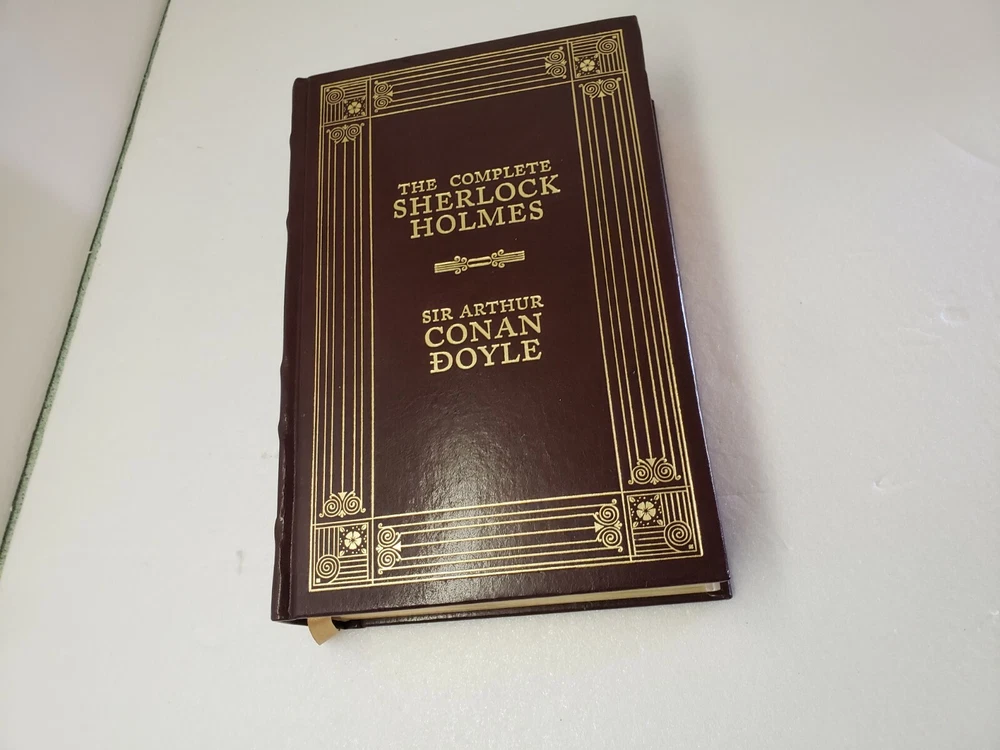 THE COMPLETE
SHERLOCK
HOLMES
SIR ARTHUR
CONAN
DOYLE